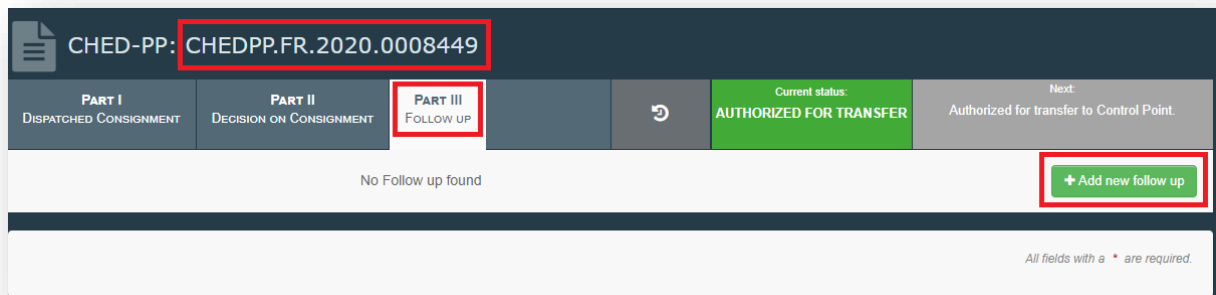 CHED-PP: CHEDPP.FR.2020.0008449
PART I
DISPATCHED CONSIGNMENT
PART II
DECISION ON CONSIGNMENT
PART III
FOLLOW UP
Current status:
AUTHORIZED FOR TRANSFER
Next:
Authorized for transfer to Control Point.
No Follow up found
+ Add new follow up
All fields with a * are required.